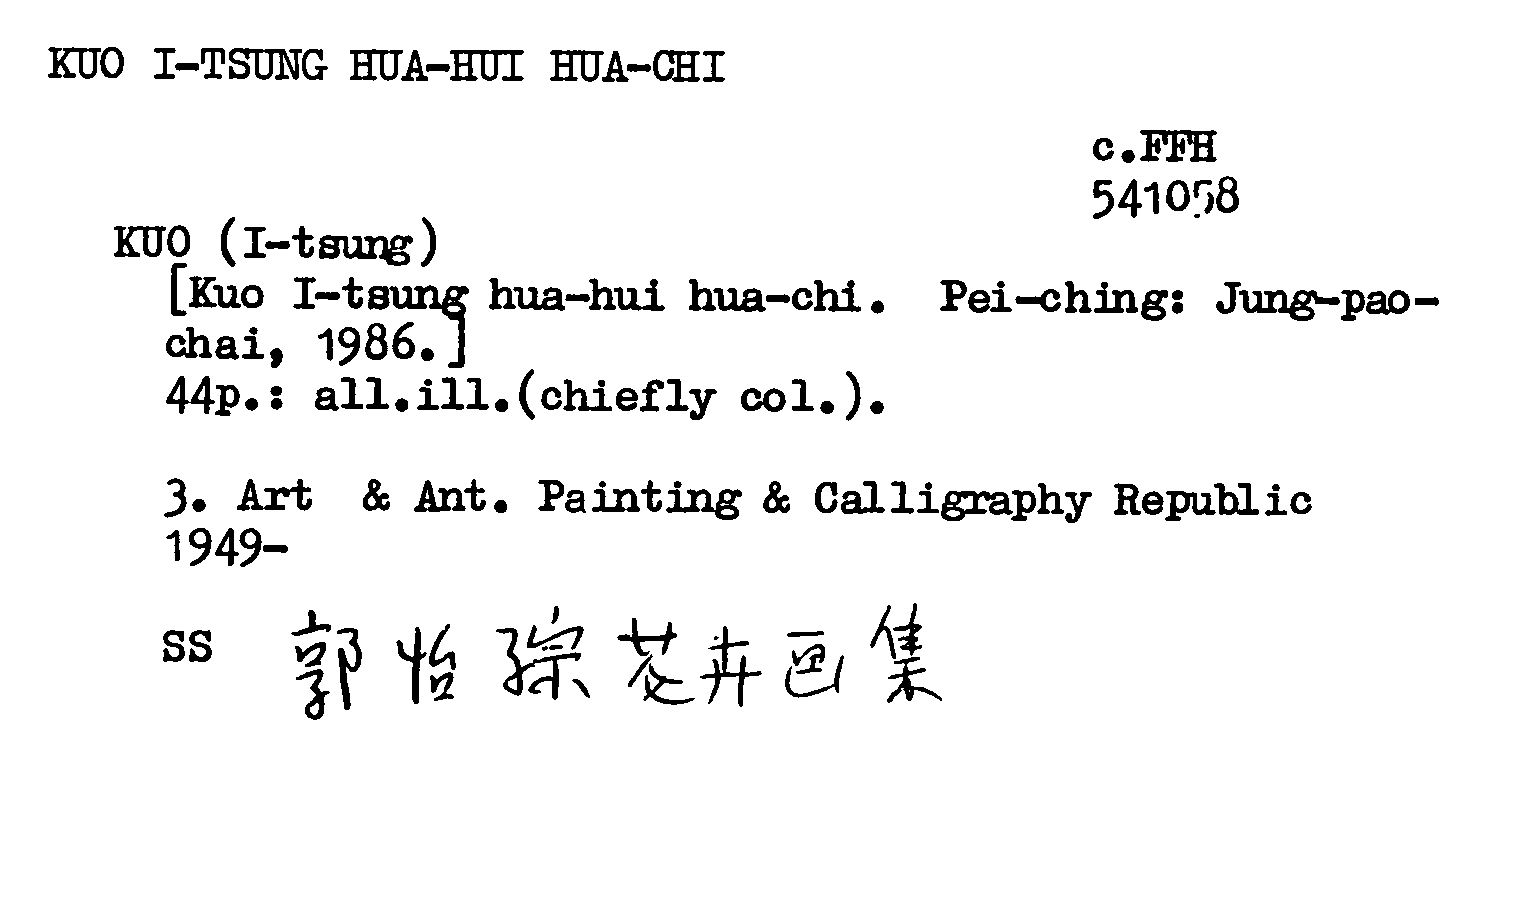 KUO I-TSUNG HUA-HUI HUA-CHI
c.FFH
541058
KUO (I-tsung)
[Kuo I-tsung hua-hui hua-chi. Pei-ching: Jung-pao-
chai, 1986.]
44p.: all.ill.(chiefly col.).
3. Art & Ant. Painting & Calligraphy Republic
1949-
SS 郭怡孮花卉画集